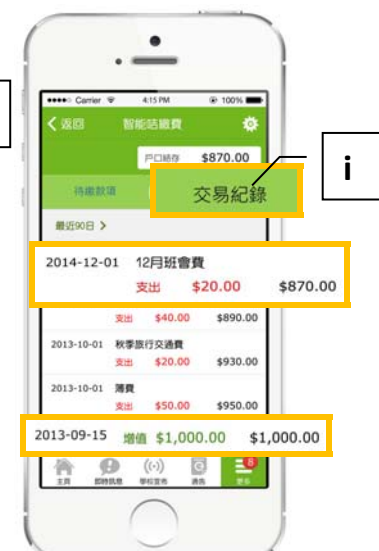 Carrier 4:15 PM 100%
返回 智能咭繳費
戶口結存 $870.00
待繳款項 交易紀錄
i
最近90日
2014-12-01 12月班會費
支出 $20.00 $870.00
支出 $40.00 $890.00
2013-10-01 秋季旅行交通費
支出 $20.00 $930.00
2013-10-01 簿費
支出 $50.00 $950.00
2013-09-15 增值 $1,000.00 $1,000.00
8
主頁 即時訊息 學校宣佈 通告 更多